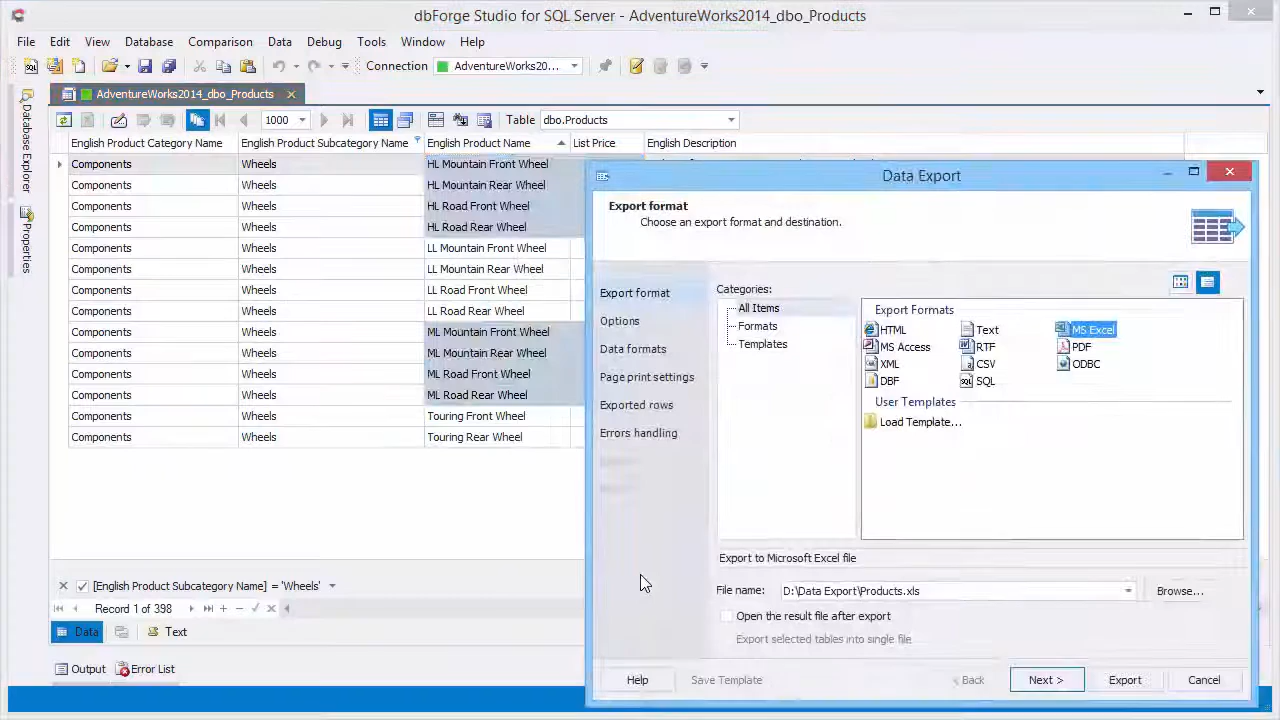 dbForge Studio for SQL Server - AdventureWorks2014_dbo_Products
File Edit View Database Comparison Data Debug Tools Window Help
Connection AdventureWorks20...
AdventureWorks2014_dbo_Products
1000 Table dbo.Products
Database Explorer
Properties
English Product Category Name English Product Subcategory Name English Product Name List Price English Description
Components Wheels HL Mountain Front Wheel
Components Wheels HL Mountain Rear Wheel
Components Wheels HL Road Front Wheel
Components Wheels HL Road Rear Wheel
Components Wheels LL Mountain Front Wheel
Components Wheels LL Mountain Rear Wheel
Components Wheels LL Road Front Wheel
Components Wheels LL Road Rear Wheel
Components Wheels ML Mountain Front Wheel
Components Wheels ML Mountain Rear Wheel
Components Wheels ML Road Front Wheel
Components Wheels ML Road Rear Wheel
Components Wheels Touring Front Wheel
Components Wheels Touring Rear Wheel
[English Product Subcategory Name] = 'Wheels'
Record 1 of 398
Data Text
Output Error List
Data Export
Export format
Choose an export format and destination.
Export format
Options
Data formats
Page print settings
Exported rows
Errors handling
Categories:
All Items
Formats
Templates
Export Formats
HTML Text MS Excel
MS Access RTF PDF
XML CSV ODBC
DBF SQL
User Templates
Load Template...
Export to Microsoft Excel file
File name: D:\Data Export\Products.xls Browse...
Open the result file after export
Export selected tables into single file
Help Save Template < Back Next > Export Cancel